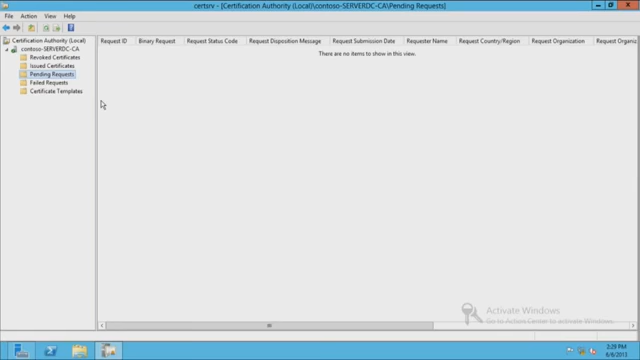 certsrv - [Certification Authority (Local)\contoso-SERVERDC-CA\Pending Requests]
File Action View Help
Certification Authority (Local)
contoso-SERVERDC-CA
Revoked Certificates
Issued Certificates
Pending Requests
Failed Requests
Certificate Templates
Request ID Binary Request Request Status Code Request Disposition Message Request Submission Date Requester Name Request Country/Region Request Organization Request Organiz
There are no items to show in this view.
Activate Windows
Go to Action Center to activate Windows.
2:29 PM